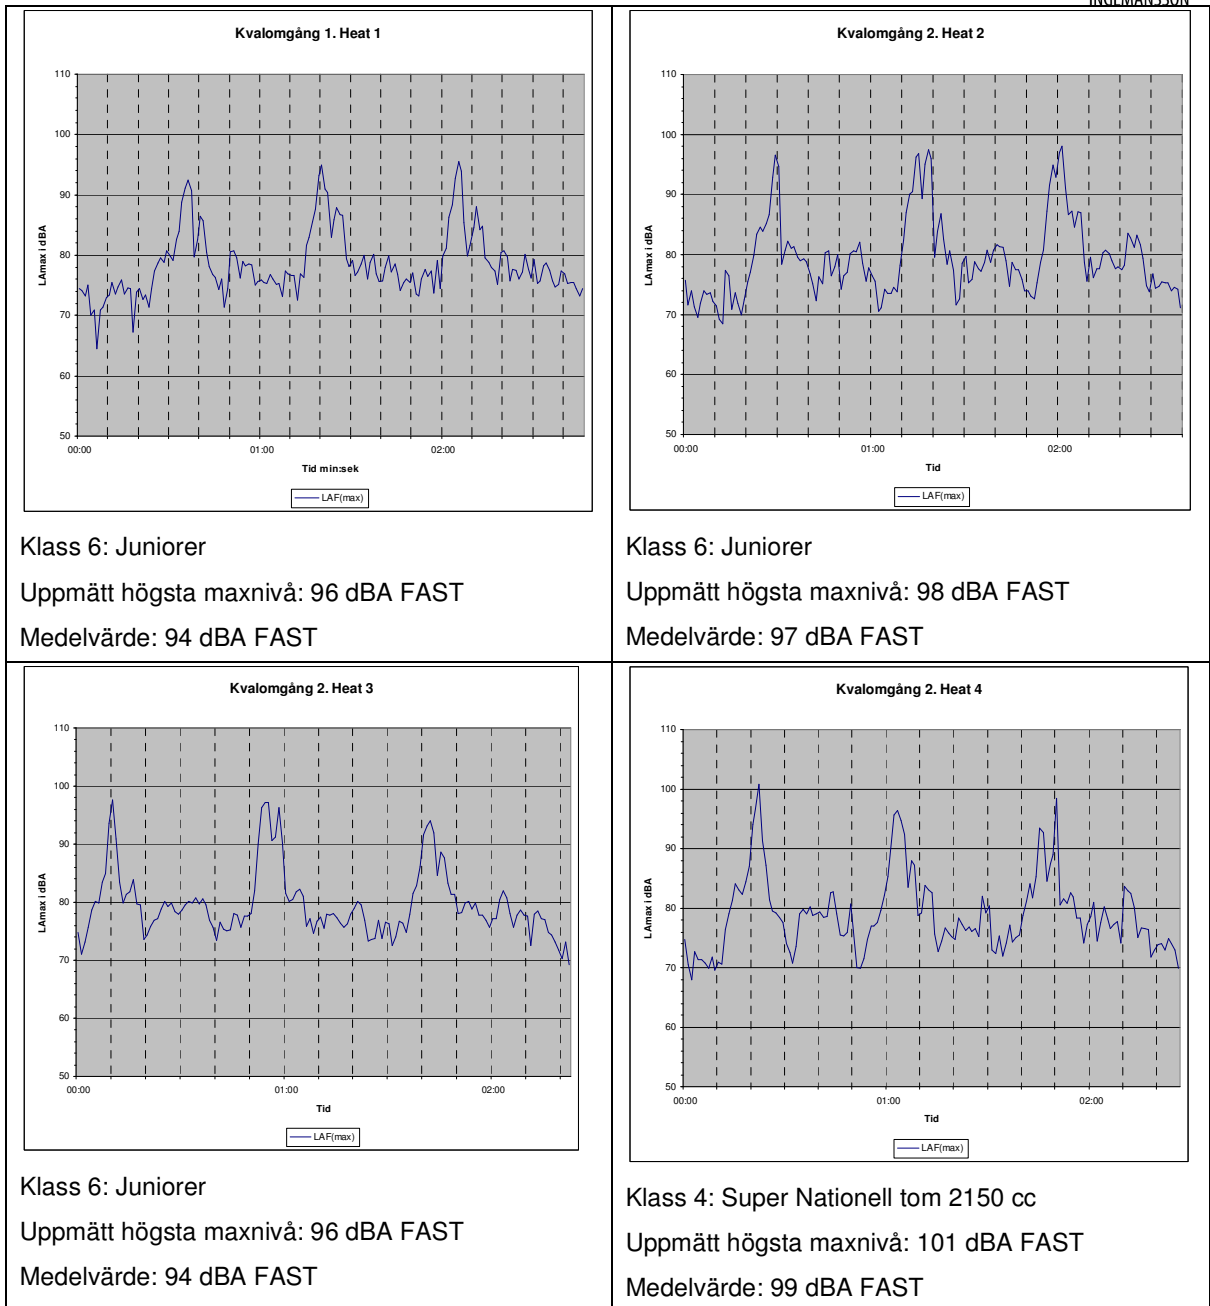 INGEMANSSON
Kvalomgång 1. Heat 1
110
100
90
80
70
60
50
LAmax i dBA
00:00 01:00 02:00
Tid min:sek
LAF(max)
Klass 6: Juniorer
Uppmätt högsta maxnivå: 96 dBA FAST
Medelvärde: 94 dBA FAST
Kvalomgång 2. Heat 2
110
100
90
80
70
60
50
LAmax i dBA
00:00 01:00 02:00
Tid
LAF(max)
Klass 6: Juniorer
Uppmätt högsta maxnivå: 98 dBA FAST
Medelvärde: 97 dBA FAST
Kvalomgång 2. Heat 3
110
100
90
80
70
60
50
LAmax i dBA
00:00 01:00 02:00
Tid
LAF(max)
Klass 6: Juniorer
Uppmätt högsta maxnivå: 96 dBA FAST
Medelvärde: 94 dBA FAST
Kvalomgång 2. Heat 4
110
100
90
80
70
60
50
LAmax i dBA
00:00 01:00 02:00
Tid
LAF(max)
Klass 4: Super Nationell tom 2150 cc
Uppmätt högsta maxnivå: 101 dBA FAST
Medelvärde: 99 dBA FAST